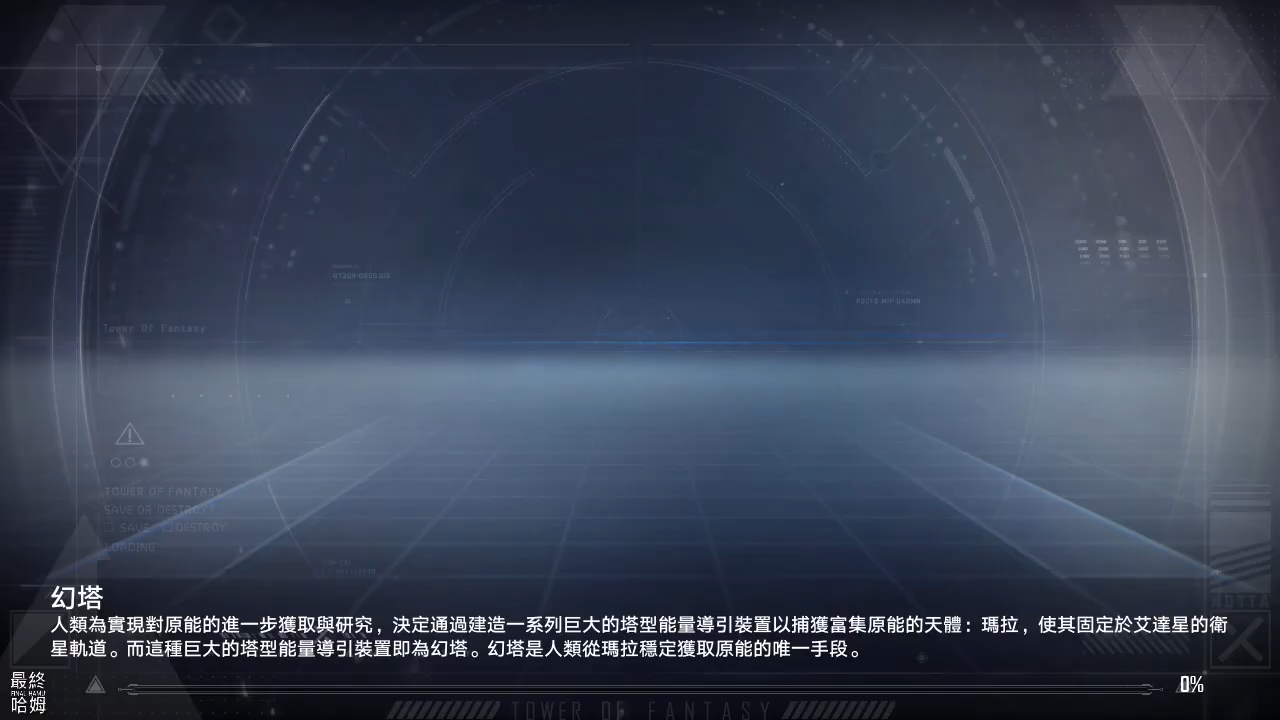 Tower Of Fantasy
TOWER OF FANTASY
SAVE OR DESTROY?
SAVE DESTROY
LOADING
幻塔
人類為實現對原能的進一步獲取與研究，決定通過建造一系列巨大的塔型能量導引裝置以捕獲富集原能的天體：瑪拉，使其固定於艾達星的衛
星軌道。而這種巨大的塔型能量導引裝置即為幻塔。幻塔是人類從瑪拉穩定獲取原能的唯一手段。
最終
FINAL HAMU
哈姆
0%
TOWER OF FANTASY